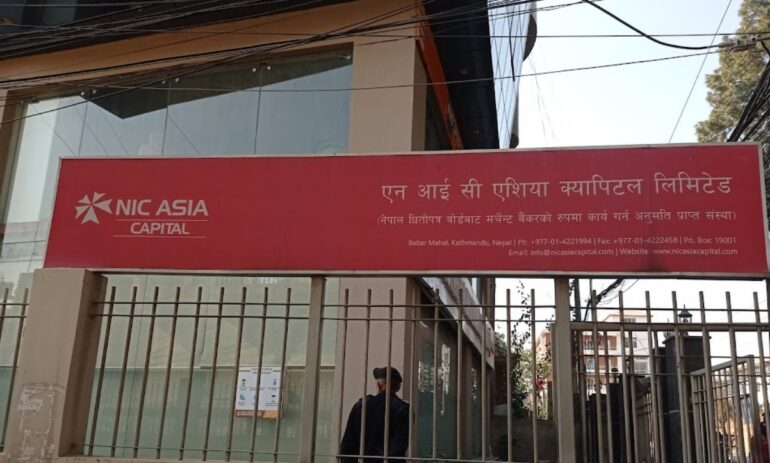 NIC ASIA
CAPITAL
एन आई सी एशिया क्यापिटल लिमिटेड
(नेपाल धितोपत्र बोर्डबाट मर्चेन्ट बैंकरको रुपमा कार्य गर्न अनुमति प्राप्त संस्था)
Babar Mahal, Kathmandu, Nepal | Ph: +977-01-4221994 | Fax: +977-01-4222458 | Po. Box: 19001
Email: info@nicasiacapital.com | Website: www.nicasiacapital.com